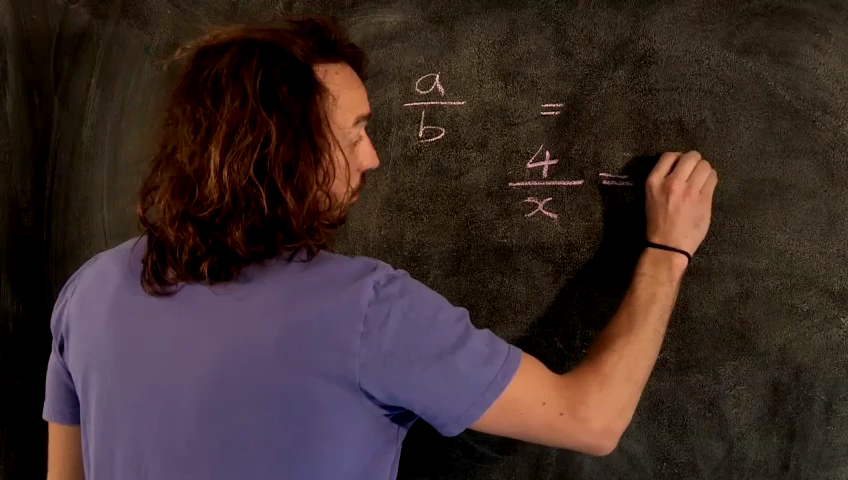 a/b =
4/x =